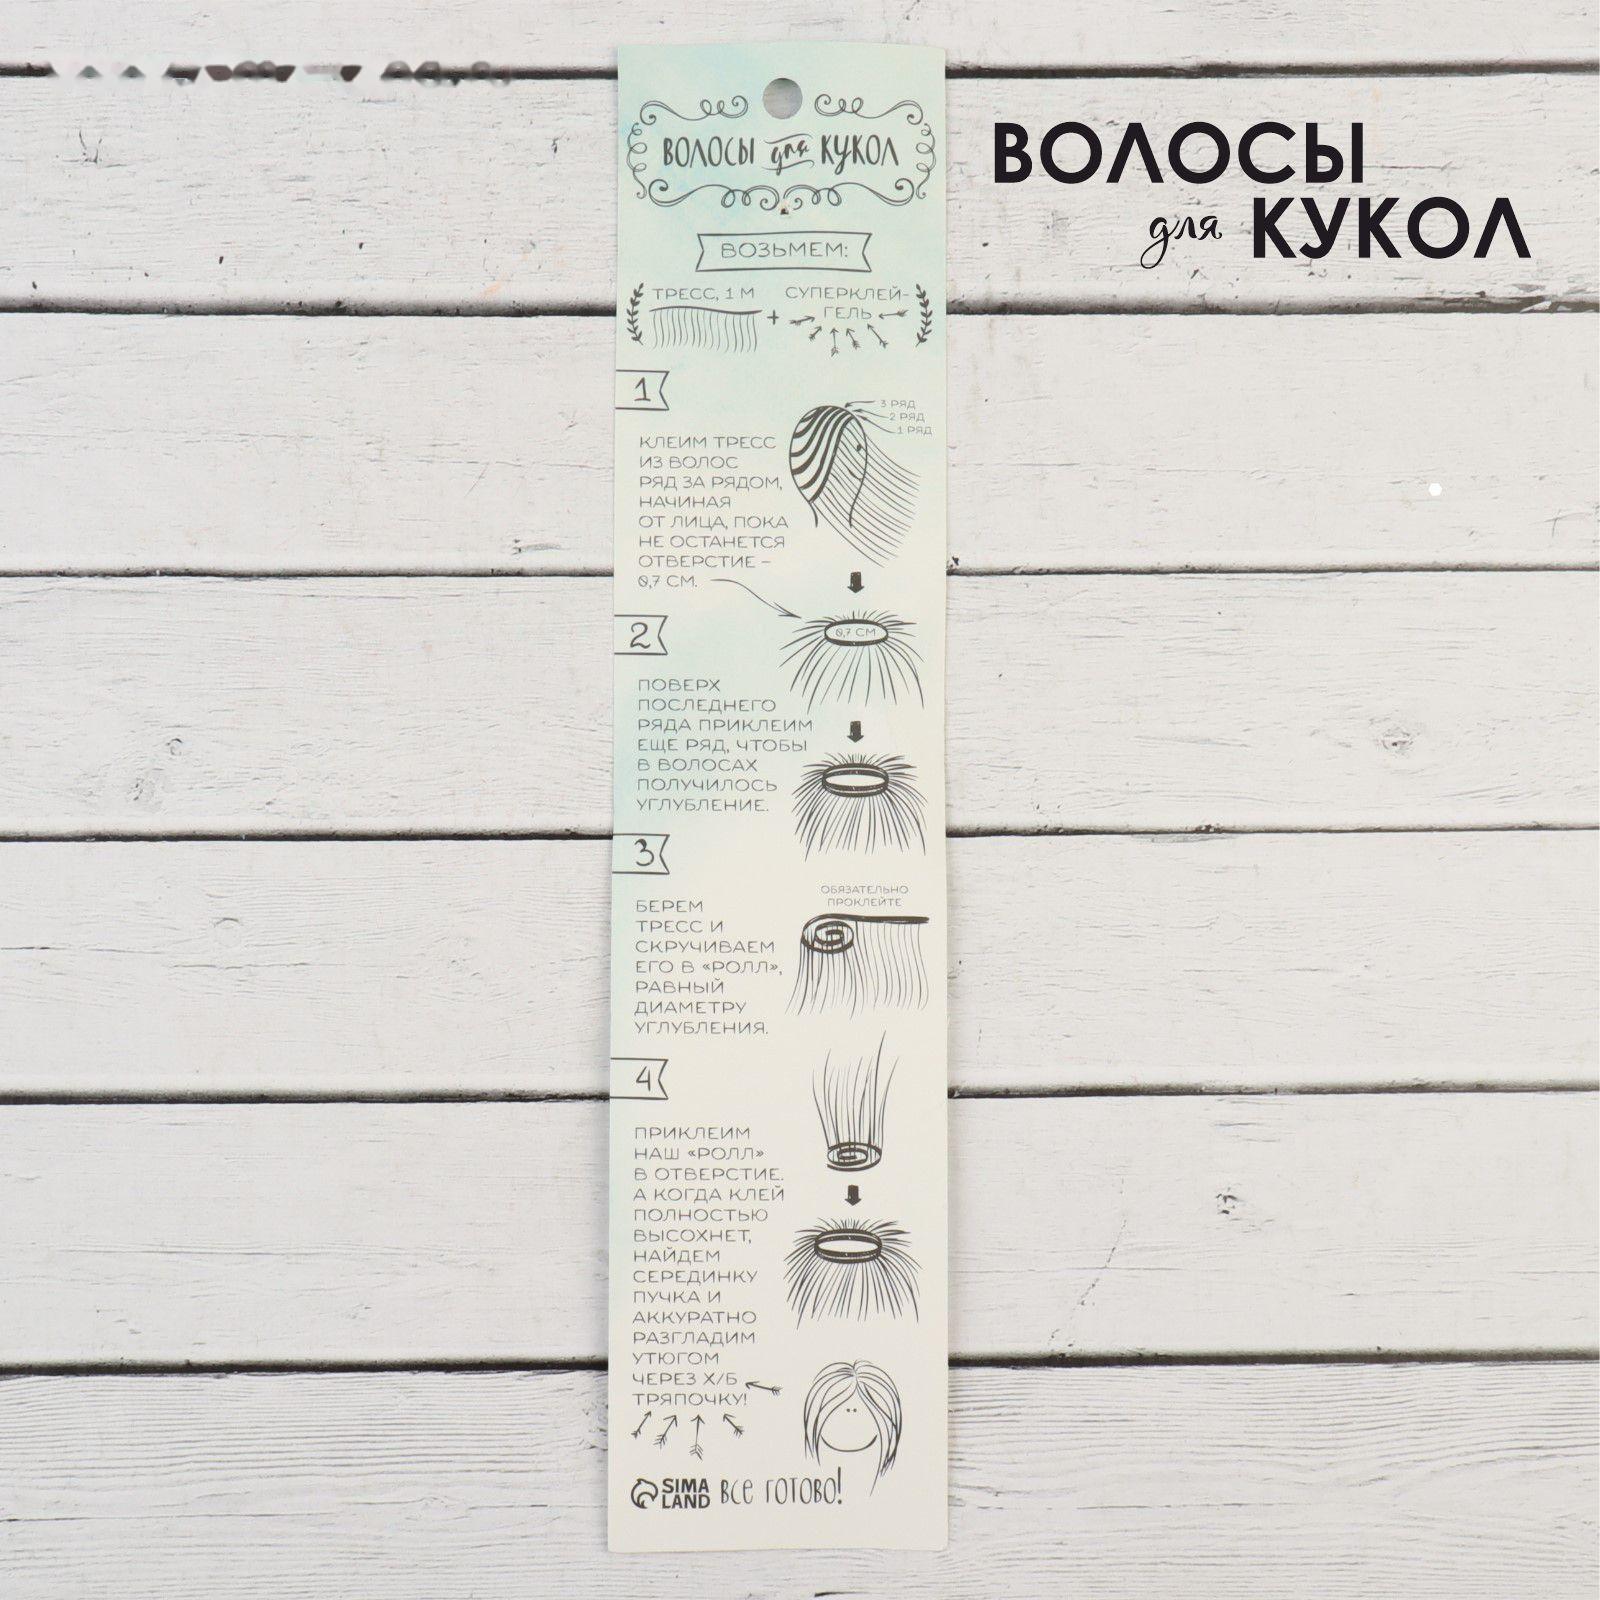 ВОЛОСЫ
для КУКОЛ
ВОЛОСЫ для КУКОЛ
ВОЗЬМЕМ:
ТРЕСС, 1 М
+
СУПЕРКЛЕЙ-
ГЕЛЬ
1
3 РЯД
2 РЯД
1 РЯД
КЛЕИМ ТРЕСС
ИЗ ВОЛОС
РЯД ЗА РЯДОМ,
НАЧИНАЯ
ОТ ЛИЦА, ПОКА
НЕ ОСТАНЕТСЯ
ОТВЕРСТИЕ –
0,7 СМ.
0,7 СМ
2
ПОВЕРХ
ПОСЛЕДНЕГО
РЯДА ПРИКЛЕИМ
ЕЩЕ РЯД, ЧТОБЫ
В ВОЛОСАХ
ПОЛУЧИЛОСЬ
УГЛУБЛЕНИЕ.
3
ОБЯЗАТЕЛЬНО
ПРОКЛЕЙТЕ
БЕРЕМ
ТРЕСС И
СКРУЧИВАЕМ
ЕГО В «РОЛЛ»,
РАВНЫЙ
ДИАМЕТРУ
УГЛУБЛЕНИЯ.
4
ПРИКЛЕИМ
НАШ «РОЛЛ»
В ОТВЕРСТИЕ.
А КОГДА КЛЕЙ
ПОЛНОСТЬЮ
ВЫСОХНЕТ,
НАЙДЕМ
СЕРЕДИНКУ
ПУЧКА И
АККУРАТНО
РАЗГЛАДИМ
УТЮГОМ
ЧЕРЕЗ Х/Б
ТРЯПОЧКУ!
SIMA
LAND
ВСЕ ГОТОВО!